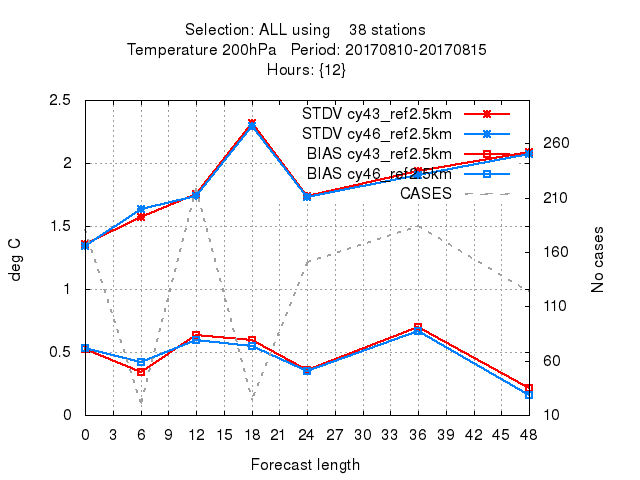 Selection: ALL using 38 stations
Temperature 200hPa Period: 20170810-20170815
Hours: {12}
STDV cy43_ref2.5km
STDV cy46_ref2.5km
BIAS cy43_ref2.5km
BIAS cy46_ref2.5km
CASES
deg C
2.5
2
1.5
1
0.5
0
No cases
260
210
160
110
60
10
0 3 6 9 12 15 18 21 24 27 30 33 36 39 42 45 48
Forecast length